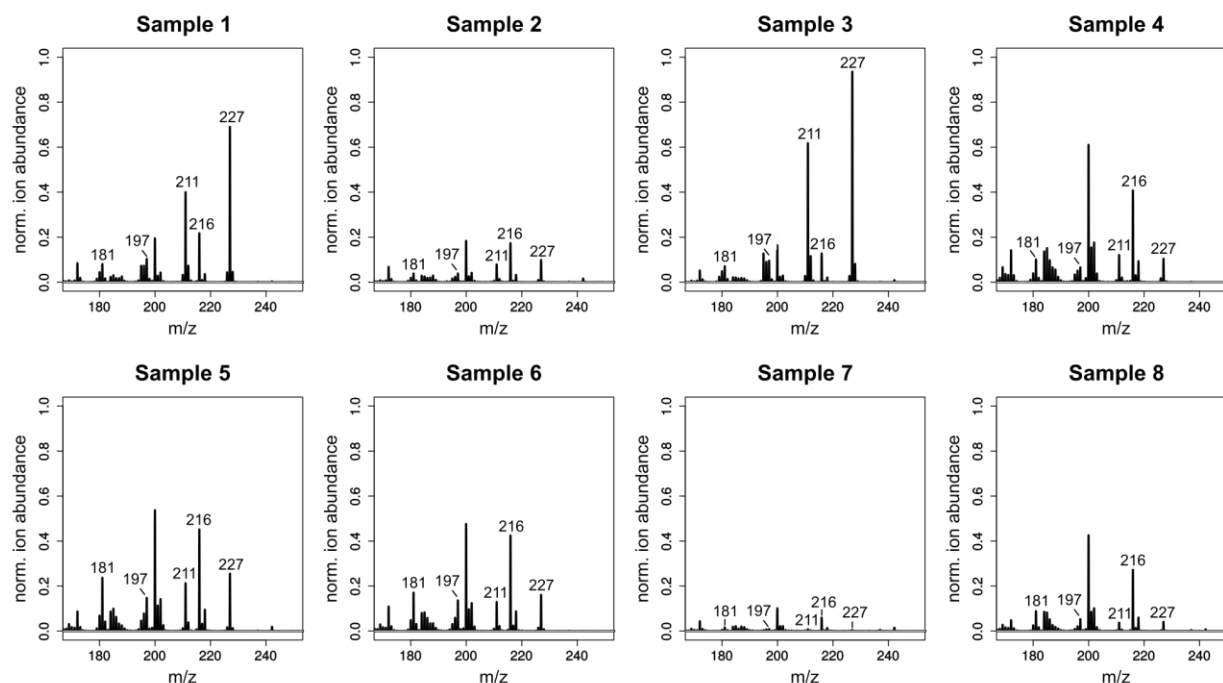 Sample 1
norm. ion abundance
1.0
0.8
0.6
0.4
0.2
0.0
181
197
211
216
227
180 200 220 240
m/z
Sample 2
norm. ion abundance
1.0
0.8
0.6
0.4
0.2
0.0
181
197
211
216
227
180 200 220 240
m/z
Sample 3
norm. ion abundance
1.0
0.8
0.6
0.4
0.2
0.0
181
197
211
216
227
180 200 220 240
m/z
Sample 4
norm. ion abundance
1.0
0.8
0.6
0.4
0.2
0.0
181
197
211
216
227
180 200 220 240
m/z
Sample 5
norm. ion abundance
1.0
0.8
0.6
0.4
0.2
0.0
181
197
211
216
227
180 200 220 240
m/z
Sample 6
norm. ion abundance
1.0
0.8
0.6
0.4
0.2
0.0
181
197
211
216
227
180 200 220 240
m/z
Sample 7
norm. ion abundance
1.0
0.8
0.6
0.4
0.2
0.0
181
197
211
216
227
180 200 220 240
m/z
Sample 8
norm. ion abundance
1.0
0.8
0.6
0.4
0.2
0.0
181
197
211
216
227
180 200 220 240
m/z